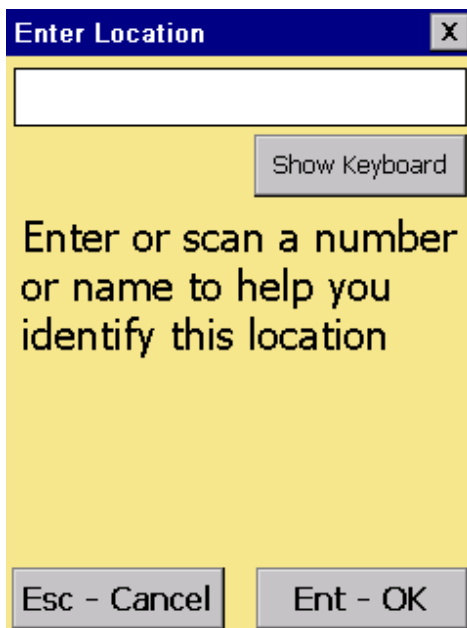 Enter Location
X
Show Keyboard
Enter or scan a number
or name to help you
identify this location
Esc - Cancel
Ent - OK